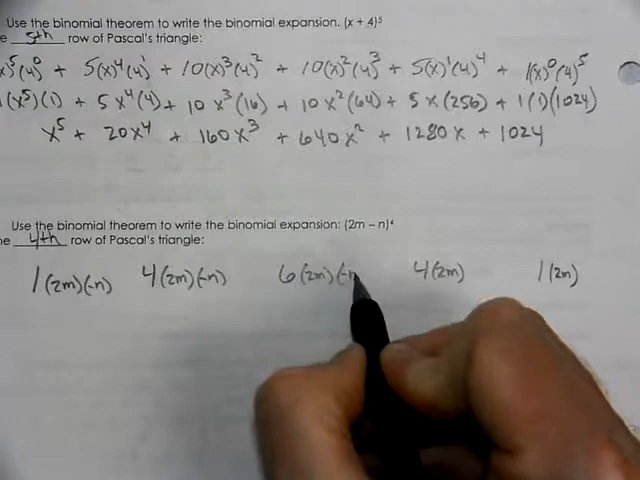 Use the binomial theorem to write the binomial expansion. (x + 4)⁵
5th row of Pascal's triangle:
x)⁵(4)⁰ + 5(x)⁴(4)¹ + 10(x)³(4)² + 10(x)²(4)³ + 5(x)¹(4)⁴ + 1(x)⁰(4)⁵
(x⁵)(1) + 5x⁴(4) + 10x³(16) + 10x²(64) + 5x(256) + 1(1)(1024)
x⁵ + 20x⁴ + 160x³ + 640x² + 1280x + 1024
Use the binomial theorem to write the binomial expansion: (2m – n)⁴
4th row of Pascal's triangle:
1(2m)(-n) 4(2m)(-n) 6(2m)(-n 4(2m) 1(2m)